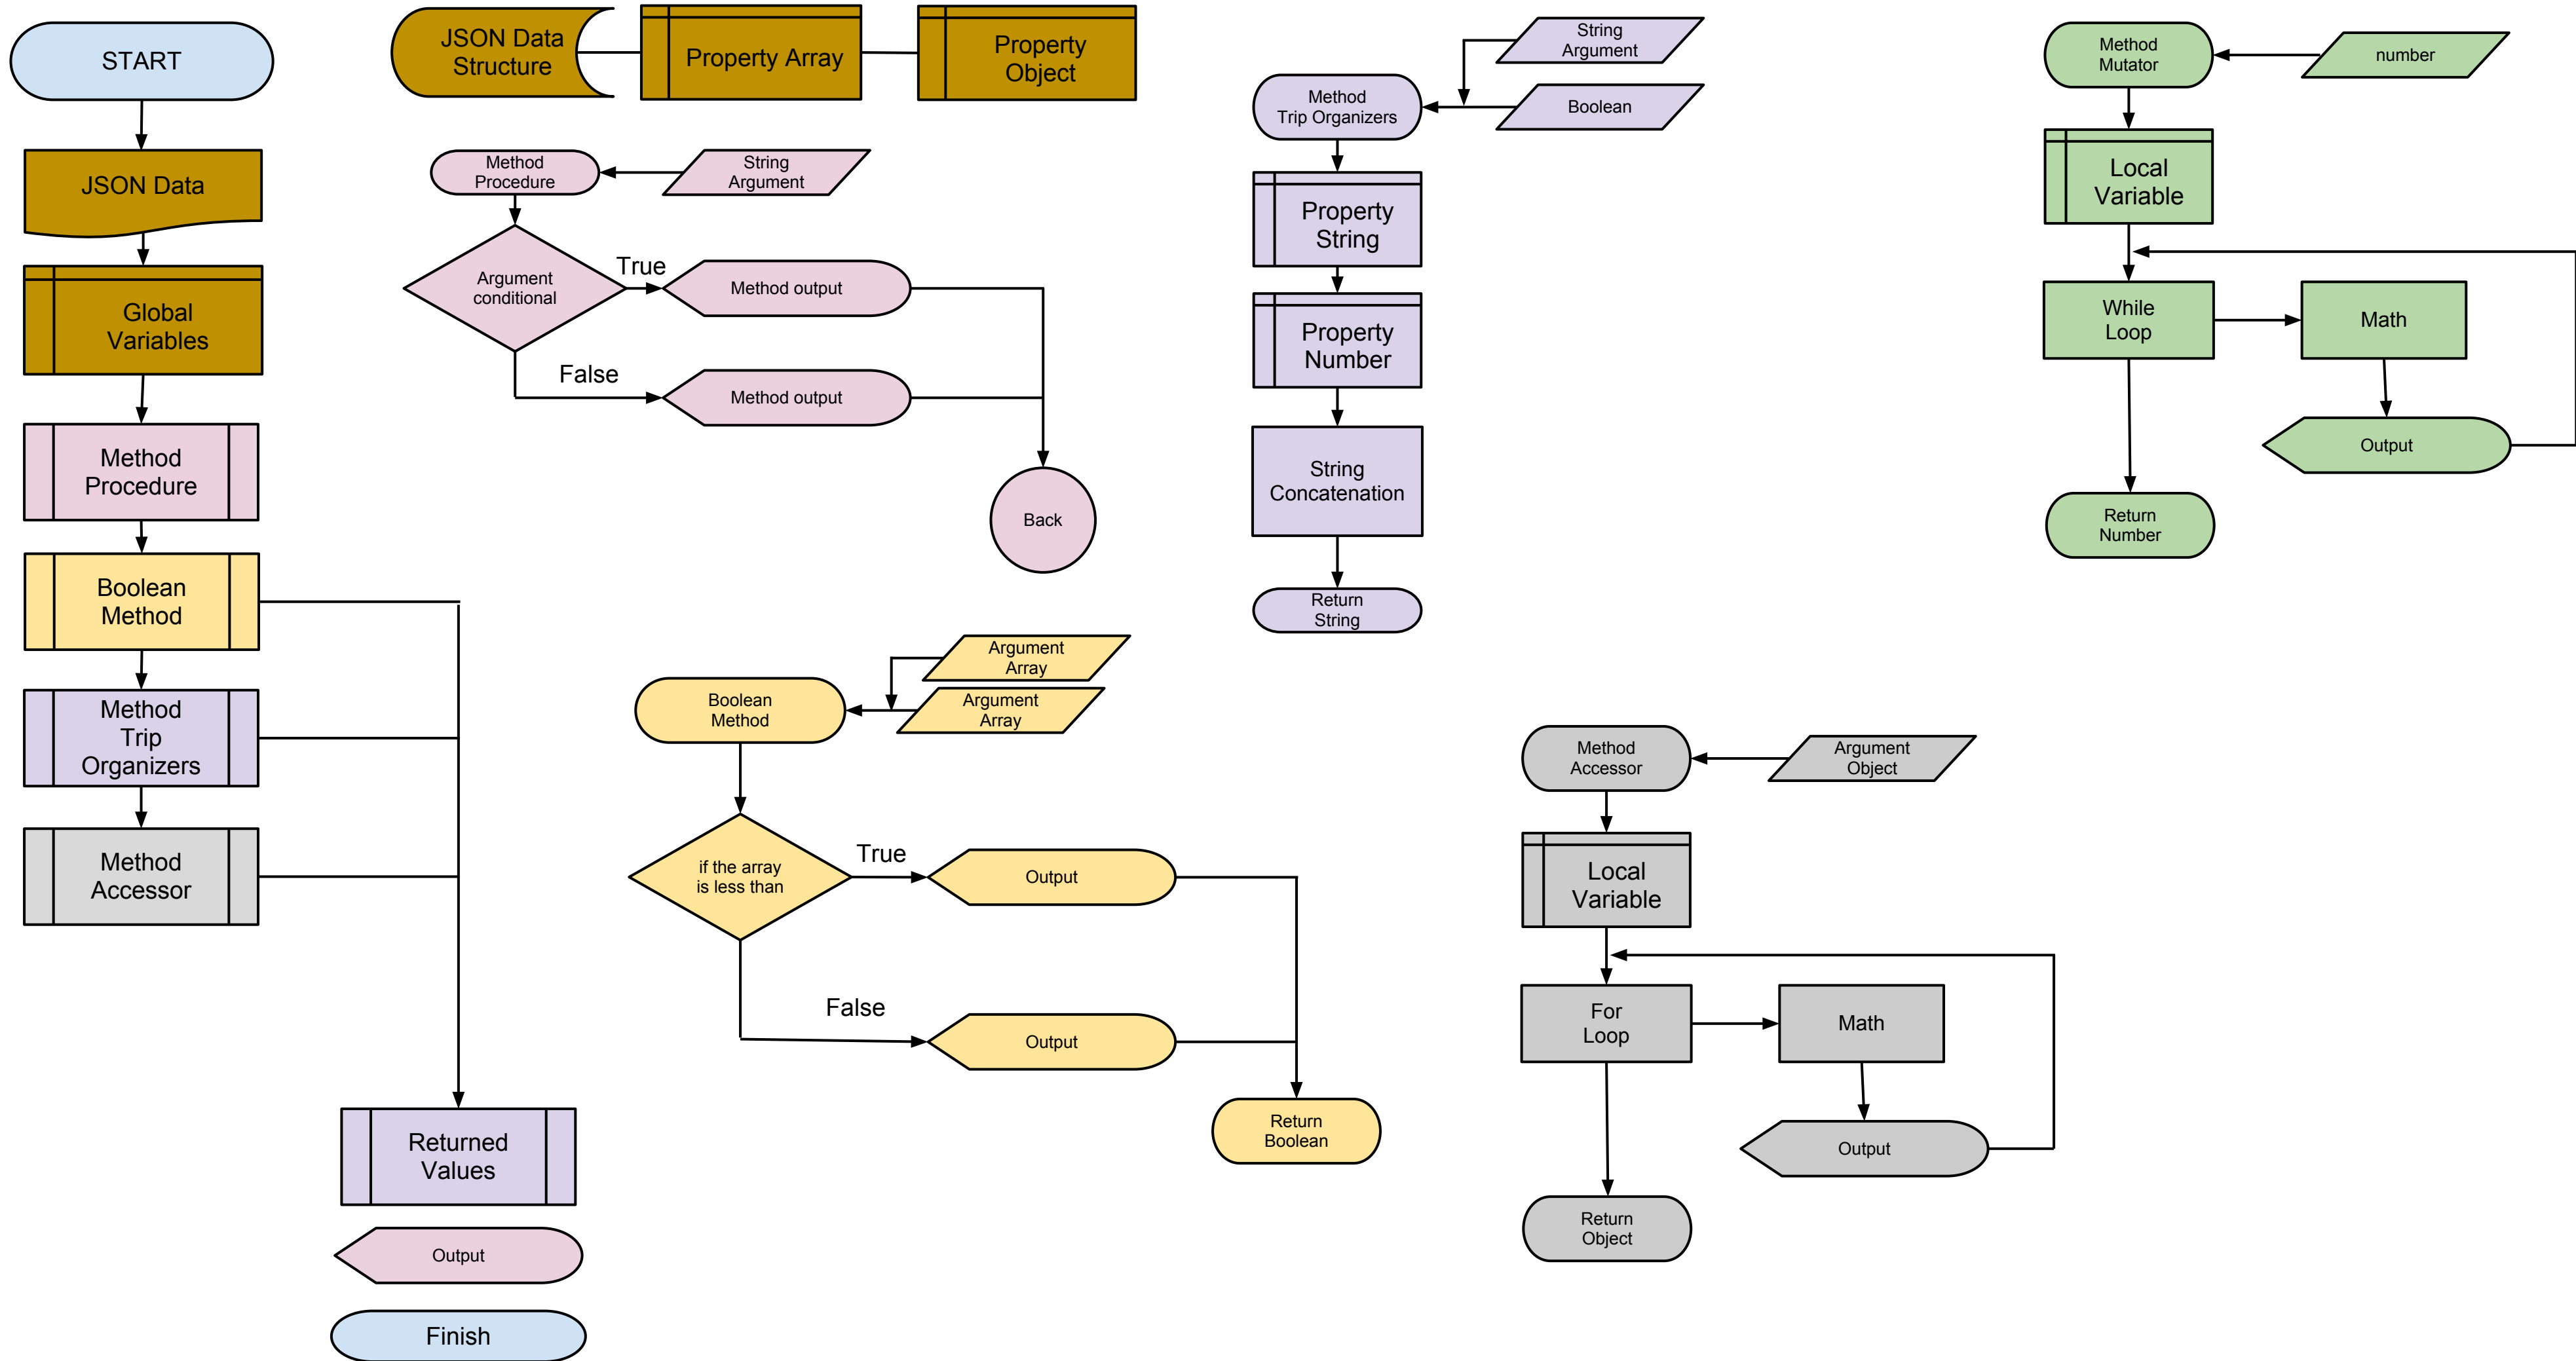 START
JSON Data
Global
Variables
Method
Procedure
Boolean
Method
Method
Trip
Organizers
Method
Accessor
Returned
Values
Output
Finish
JSON Data
Structure
Property Array
Property
Object
Method
Procedure
String
Argument
Argument
conditional
True
Method output
False
Method output
Back
Boolean
Method
Argument
Array
Argument
Array
if the array
is less than
True
Output
False
Output
Return
Boolean
String
Argument
Boolean
Method
Trip Organizers
Property
String
Property
Number
String
Concatenation
Return
String
Method
Mutator
number
Local
Variable
While
Loop
Math
Output
Return
Number
Method
Accessor
Argument
Object
Local
Variable
For
Loop
Math
Output
Return
Object